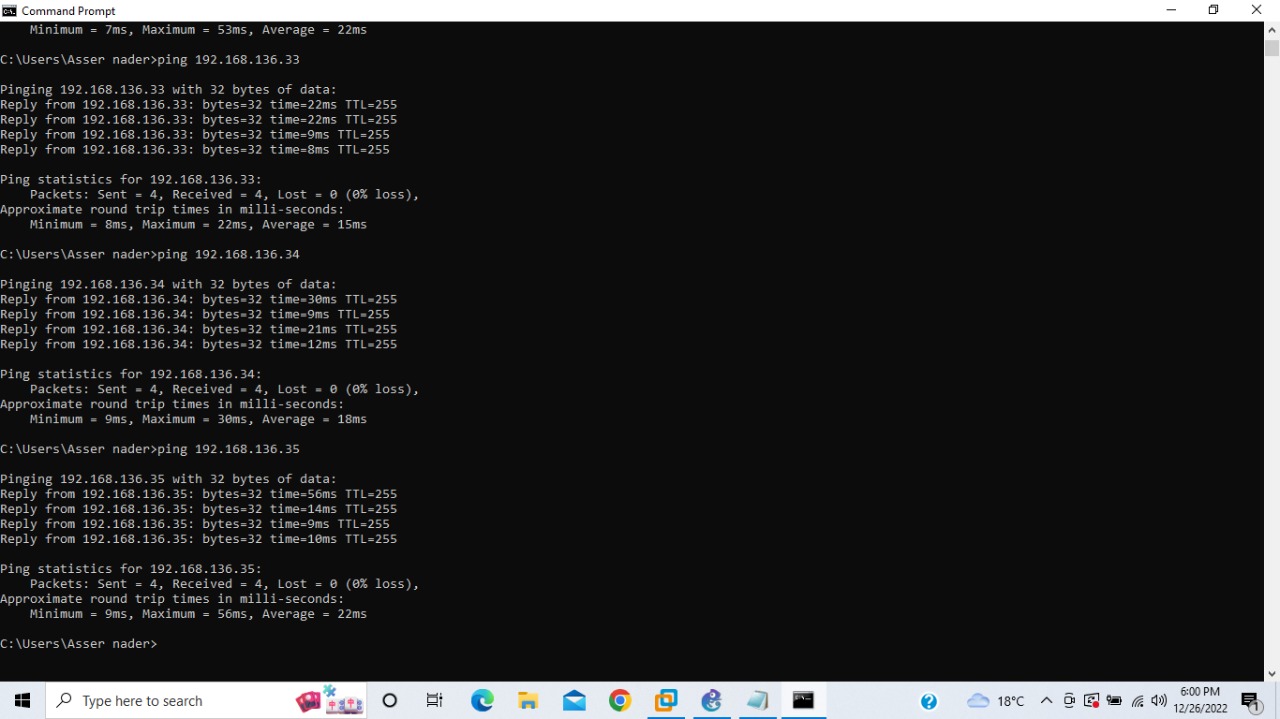 Command Prompt
Minimum = 7ms, Maximum = 53ms, Average = 22ms
C:\Users\Asser nader>ping 192.168.136.33
Pinging 192.168.136.33 with 32 bytes of data:
Reply from 192.168.136.33: bytes=32 time=22ms TTL=255
Reply from 192.168.136.33: bytes=32 time=22ms TTL=255
Reply from 192.168.136.33: bytes=32 time=9ms TTL=255
Reply from 192.168.136.33: bytes=32 time=8ms TTL=255
Ping statistics for 192.168.136.33:
Packets: Sent = 4, Received = 4, Lost = 0 (0% loss),
Approximate round trip times in milli-seconds:
Minimum = 8ms, Maximum = 22ms, Average = 15ms
C:\Users\Asser nader>ping 192.168.136.34
Pinging 192.168.136.34 with 32 bytes of data:
Reply from 192.168.136.34: bytes=32 time=30ms TTL=255
Reply from 192.168.136.34: bytes=32 time=9ms TTL=255
Reply from 192.168.136.34: bytes=32 time=21ms TTL=255
Reply from 192.168.136.34: bytes=32 time=12ms TTL=255
Ping statistics for 192.168.136.34:
Packets: Sent = 4, Received = 4, Lost = 0 (0% loss),
Approximate round trip times in milli-seconds:
Minimum = 9ms, Maximum = 30ms, Average = 18ms
C:\Users\Asser nader>ping 192.168.136.35
Pinging 192.168.136.35 with 32 bytes of data:
Reply from 192.168.136.35: bytes=32 time=56ms TTL=255
Reply from 192.168.136.35: bytes=32 time=14ms TTL=255
Reply from 192.168.136.35: bytes=32 time=9ms TTL=255
Reply from 192.168.136.35: bytes=32 time=10ms TTL=255
Ping statistics for 192.168.136.35:
Packets: Sent = 4, Received = 4, Lost = 0 (0% loss),
Approximate round trip times in milli-seconds:
Minimum = 9ms, Maximum = 56ms, Average = 22ms
C:\Users\Asser nader>
Type here to search
18°C
6:00 PM
12/26/2022
1